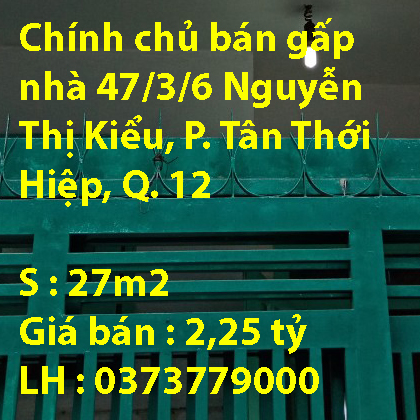 Chính chủ bán gấp
nhà 47/3/6 Nguyễn
Thị Kiểu, P. Tân Thới
Hiệp, Q. 12
S : 27m2
Giá bán : 2,25 tỷ
LH : 0373779000